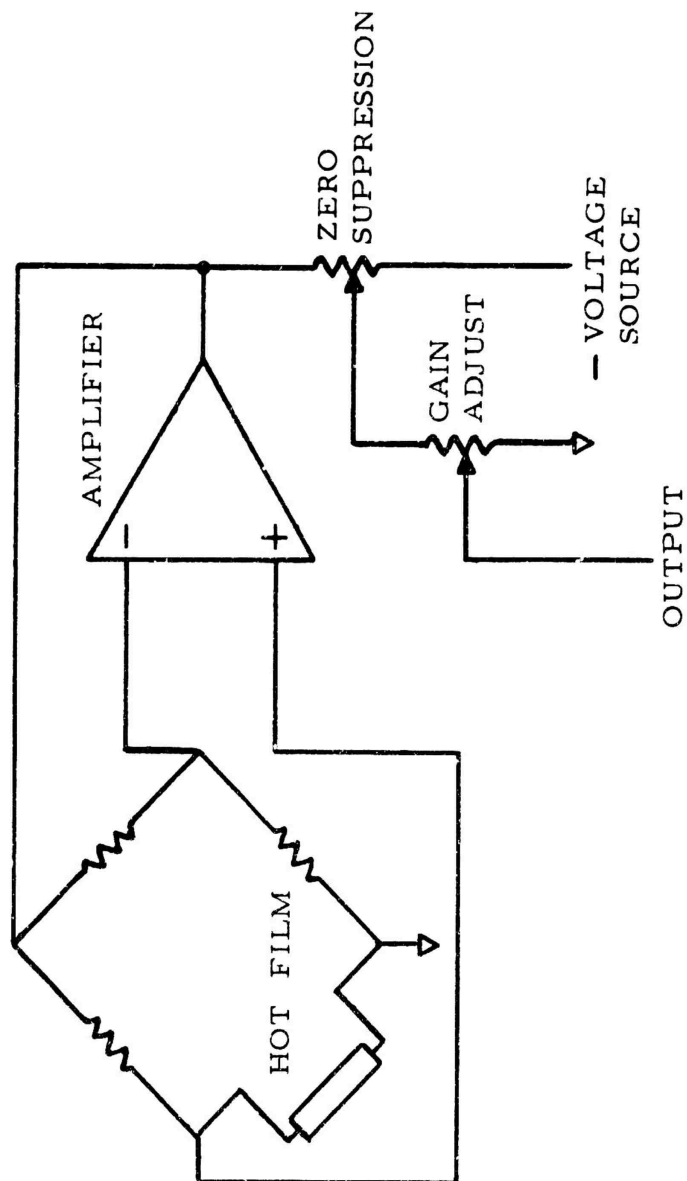 AMPLIFIER
−
+
HOT FILM
ZERO
SUPPRESSION
GAIN
ADJUST
− VOLTAGE
SOURCE
OUTPUT